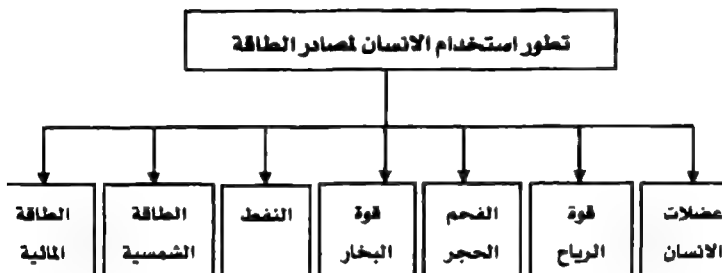 تطور استخدام الانسان لمصادر الطاقة
عضلات
الانسان
قوة
الرياح
الفحم
الحجر
قوة
البخار
النفط
الطاقة
الشمسية
الطاقة
المائية